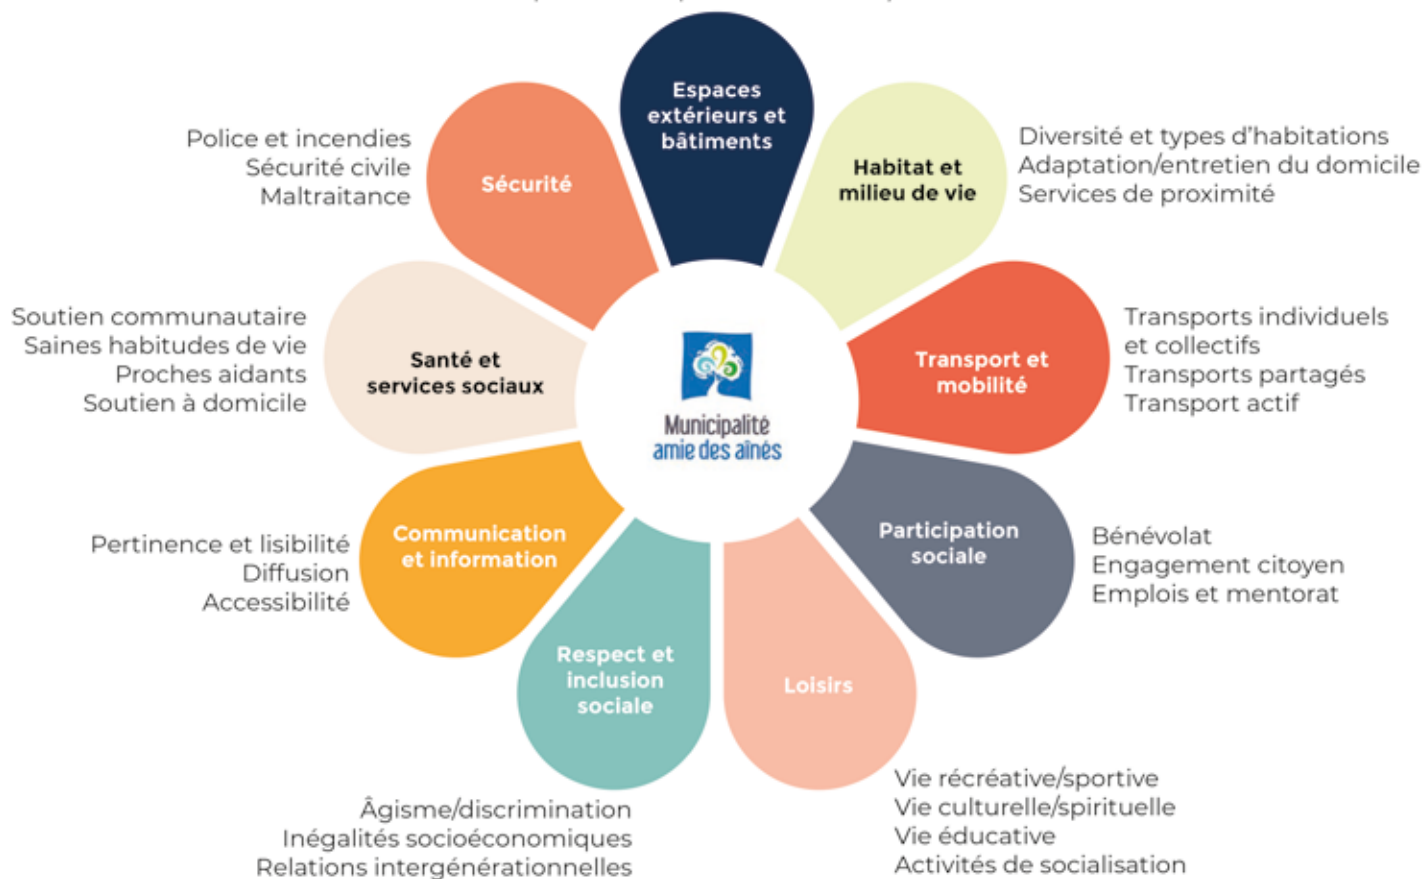 Espaces
extérieurs et
bâtiments
Habitat et
milieu de vie
Diversité et types d'habitations
Adaptation/entretien du domicile
Services de proximité
Transport et
mobilité
Transports individuels
et collectifs
Transports partagés
Transport actif
Participation
sociale
Bénévolat
Engagement citoyen
Emplois et mentorat
Loisirs
Vie récréative/sportive
Vie culturelle/spirituelle
Vie éducative
Activités de socialisation
Respect et
inclusion
sociale
Âgisme/discrimination
Inégalités socioéconomiques
Relations intergénérationnelles
Communication
et information
Pertinence et lisibilité
Diffusion
Accessibilité
Santé et
services sociaux
Soutien communautaire
Saines habitudes de vie
Proches aidants
Soutien à domicile
Sécurité
Police et incendies
Sécurité civile
Maltraitance
Municipalité
amie des aînés